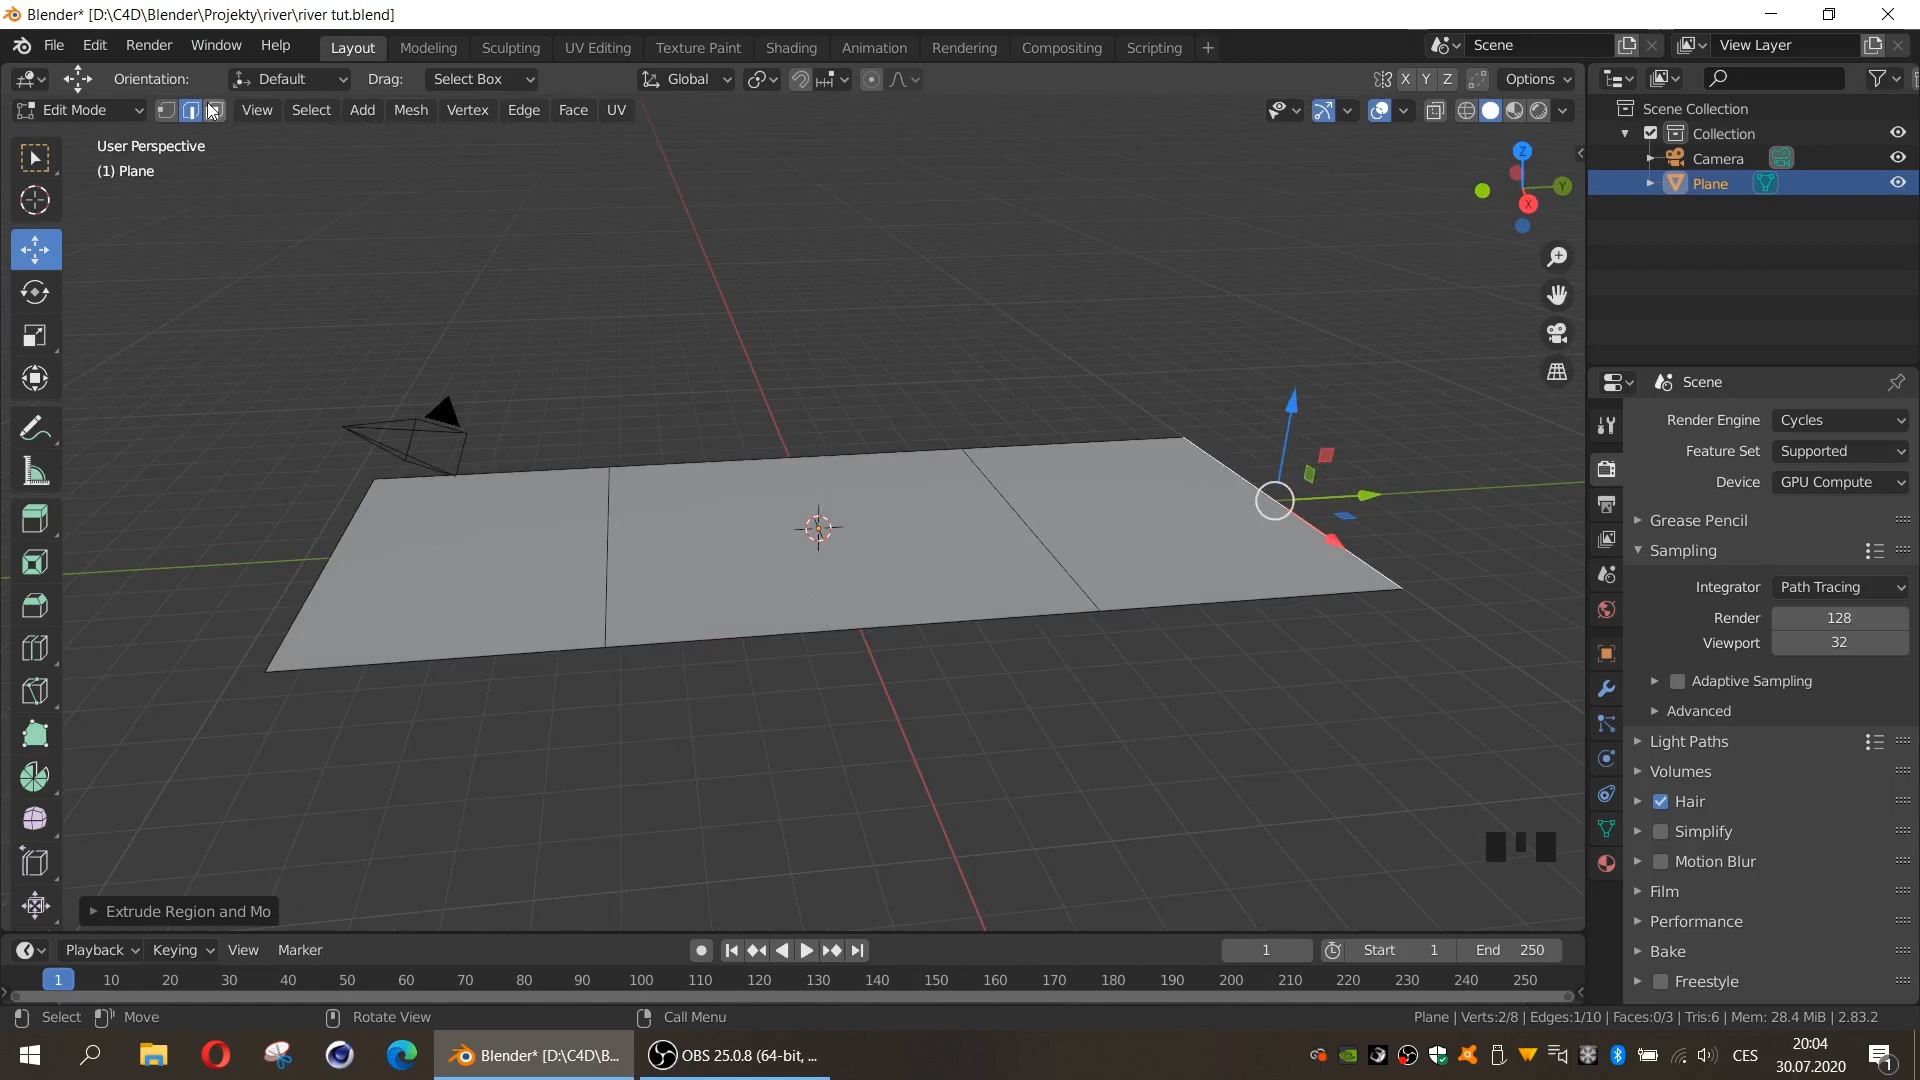 Blender* [D:\C4D\Blender\Projekty\river\river tut.blend]
File Edit Render Window Help Layout Modeling Sculpting UV Editing Texture Paint Shading Animation Rendering Compositing Scripting + Scene View Layer
Orientation: Default Drag: Select Box Global X Y Z Options
Edit Mode View Select Add Mesh Vertex Edge Face UV
User Perspective
(1) Plane
Z
Y
X
Scene Collection
Collection
Camera
Plane
Scene
Render Engine Cycles
Feature Set Supported
Device GPU Compute
Grease Pencil
Sampling
Integrator Path Tracing
Render 128
Viewport 32
Adaptive Sampling
Advanced
Light Paths
Volumes
Hair
Simplify
Motion Blur
Film
Performance
Bake
Freestyle
Extrude Region and Mo
Playback Keying View Marker 1 Start 1 End 250
1 10 20 30 40 50 60 70 80 90 100 110 120 130 140 150 160 170 180 190 200 210 220 230 240 250
Select Move Rotate View Call Menu Plane | Verts:2/8 | Edges:1/10 | Faces:0/3 | Tris:6 | Mem: 28.4 MiB | 2.83.2
Blender* [D:\C4D\B... OBS 25.0.8 (64-bit, ... CES 20:04
30.07.2020
1